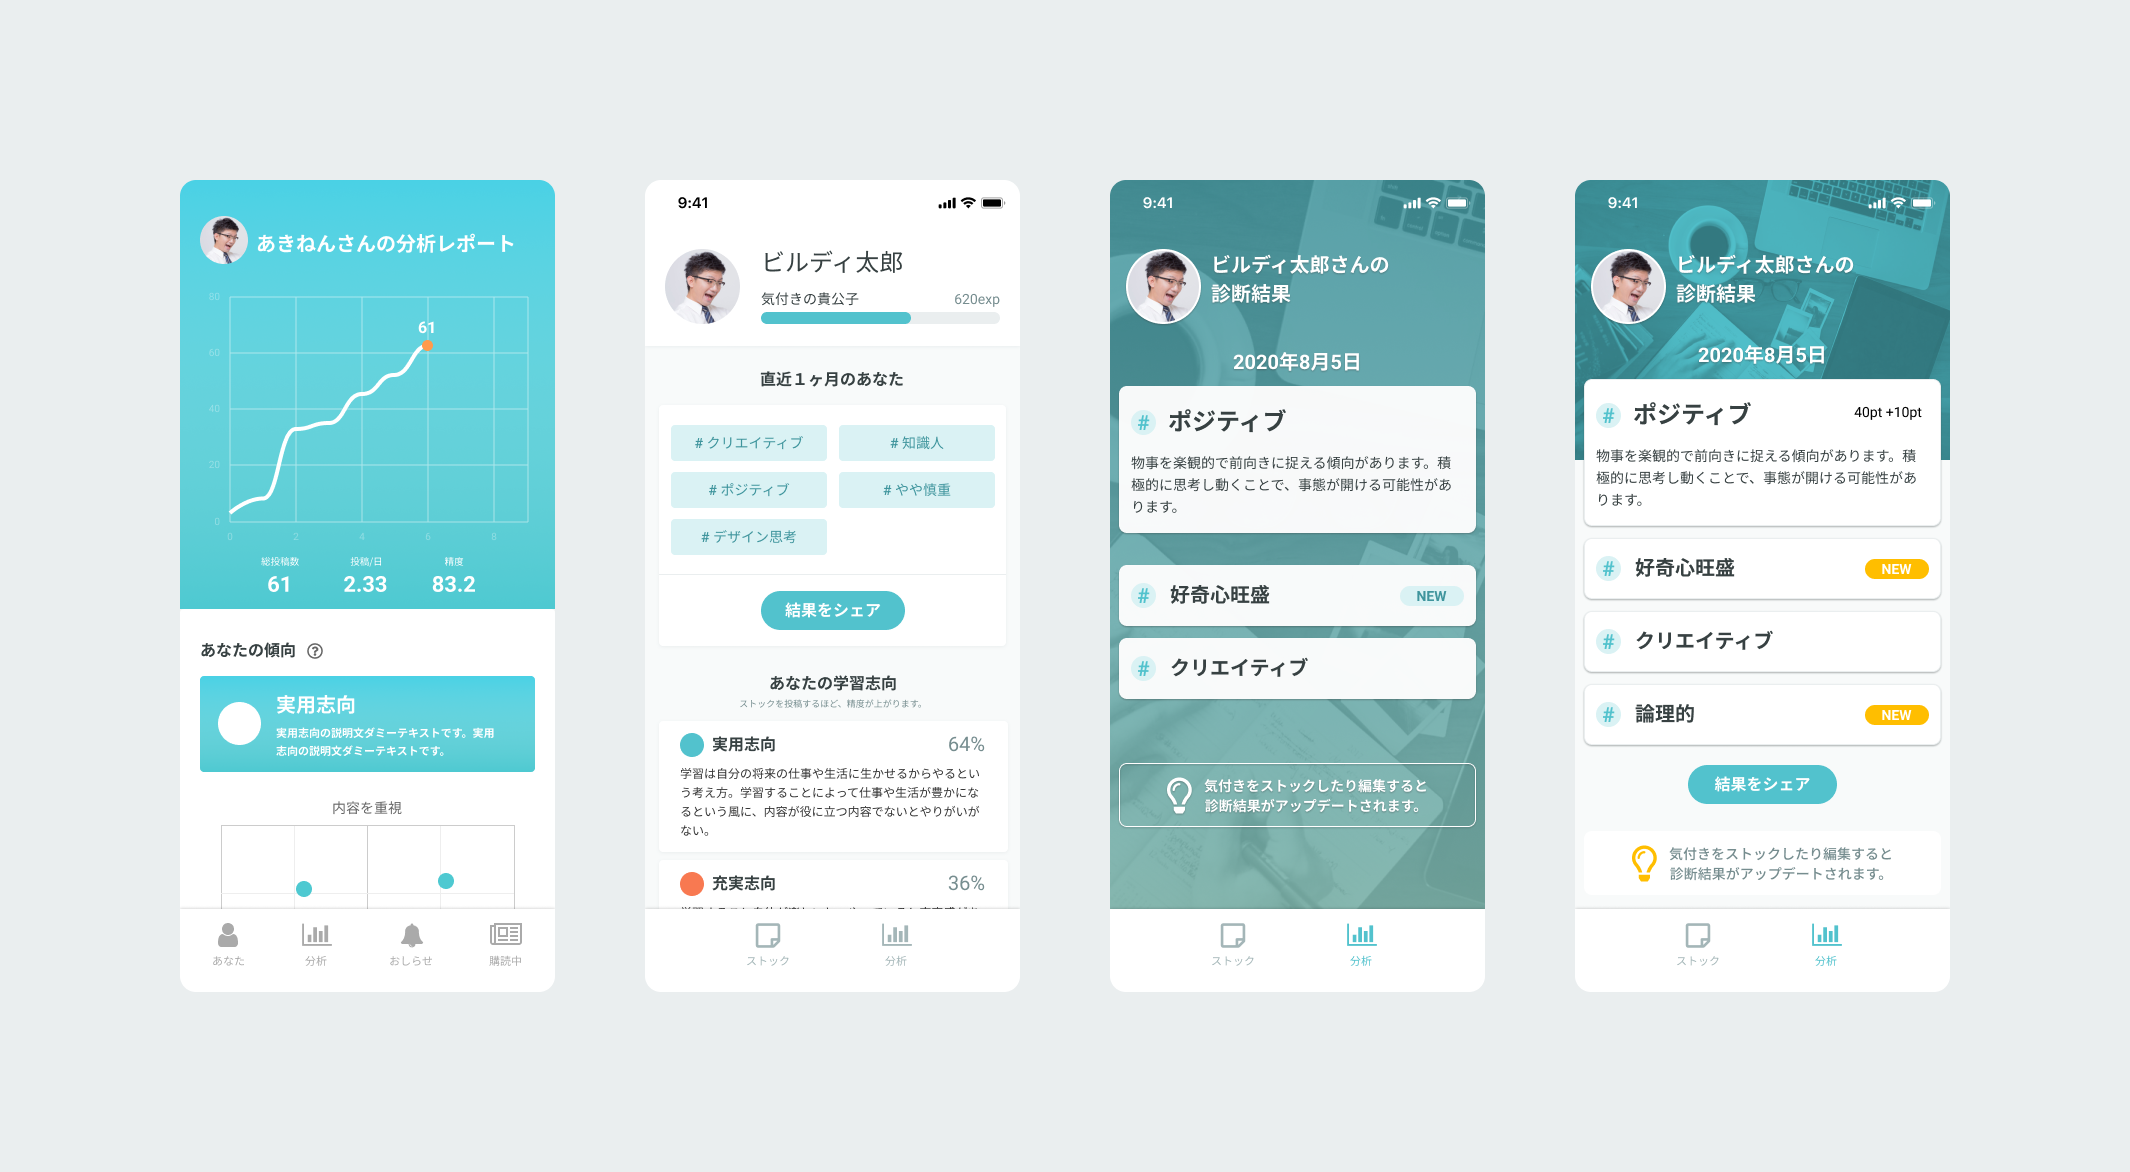 あきねんさんの分析レポート
80
60
40
20
0
61
0
2
4
6
8
総投稿数
投稿/日
精度
61
2.33
83.2
あなたの傾向 ?
実用志向
実用志向の説明文ダミーテキストです。実用
志向の説明文ダミーテキストです。
内容を重視
あなた
分析
おしらせ
購読中
9:41
ビルディ太郎
気付きの貴公子
620exp
直近１ヶ月のあなた
# クリエイティブ
# 知識人
# ポジティブ
# やや慎重
# デザイン思考
結果をシェア
あなたの学習志向
ストックを投稿するほど、精度が上がります。
実用志向
64%
学習は自分の将来の仕事や生活に生かせるからやるとい
う考え方。学習することによって仕事や生活が豊かにな
るという風に、内容が役に立つ内容でないとやりがいが
ない。
充実志向
36%
ストック
分析
9:41
ビルディ太郎さんの
診断結果
2020年8月5日
# ポジティブ
物事を楽観的で前向きに捉える傾向があります。積
極的に思考し動くことで、事態が開ける可能性があ
ります。
# 好奇心旺盛
NEW
# クリエイティブ
気付きをストックしたり編集すると
診断結果がアップデートされます。
ストック
分析
9:41
ビルディ太郎さんの
診断結果
2020年8月5日
# ポジティブ
40pt +10pt
物事を楽観的で前向きに捉える傾向があります。積
極的に思考し動くことで、事態が開ける可能性があ
ります。
# 好奇心旺盛
NEW
# クリエイティブ
# 論理的
NEW
結果をシェア
気付きをストックしたり編集すると
診断結果がアップデートされます。
ストック
分析